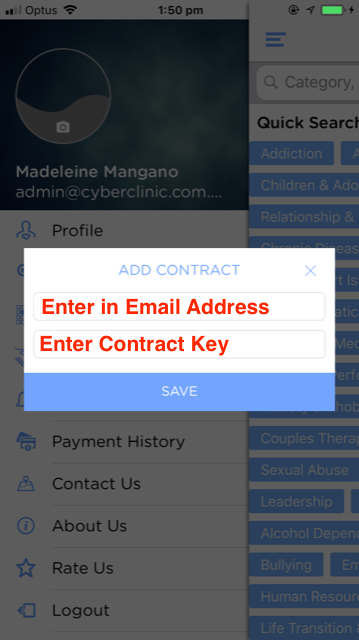 Optus 1:50 pm
Category,
Quick Search
Madeleine Mangano
admin@cyberclinic.com....
Addiction
Children & Ado
Relationship &
Profile
ADD CONTRACT
Enter in Email Address
Enter Contract Key
SAVE
Couples Therap
Payment History
Sexual Abuse
Contact Us
Leadership
About Us
Alcohol Depen
Rate Us
Bullying Em
Human Resour
Logout
Life Transition